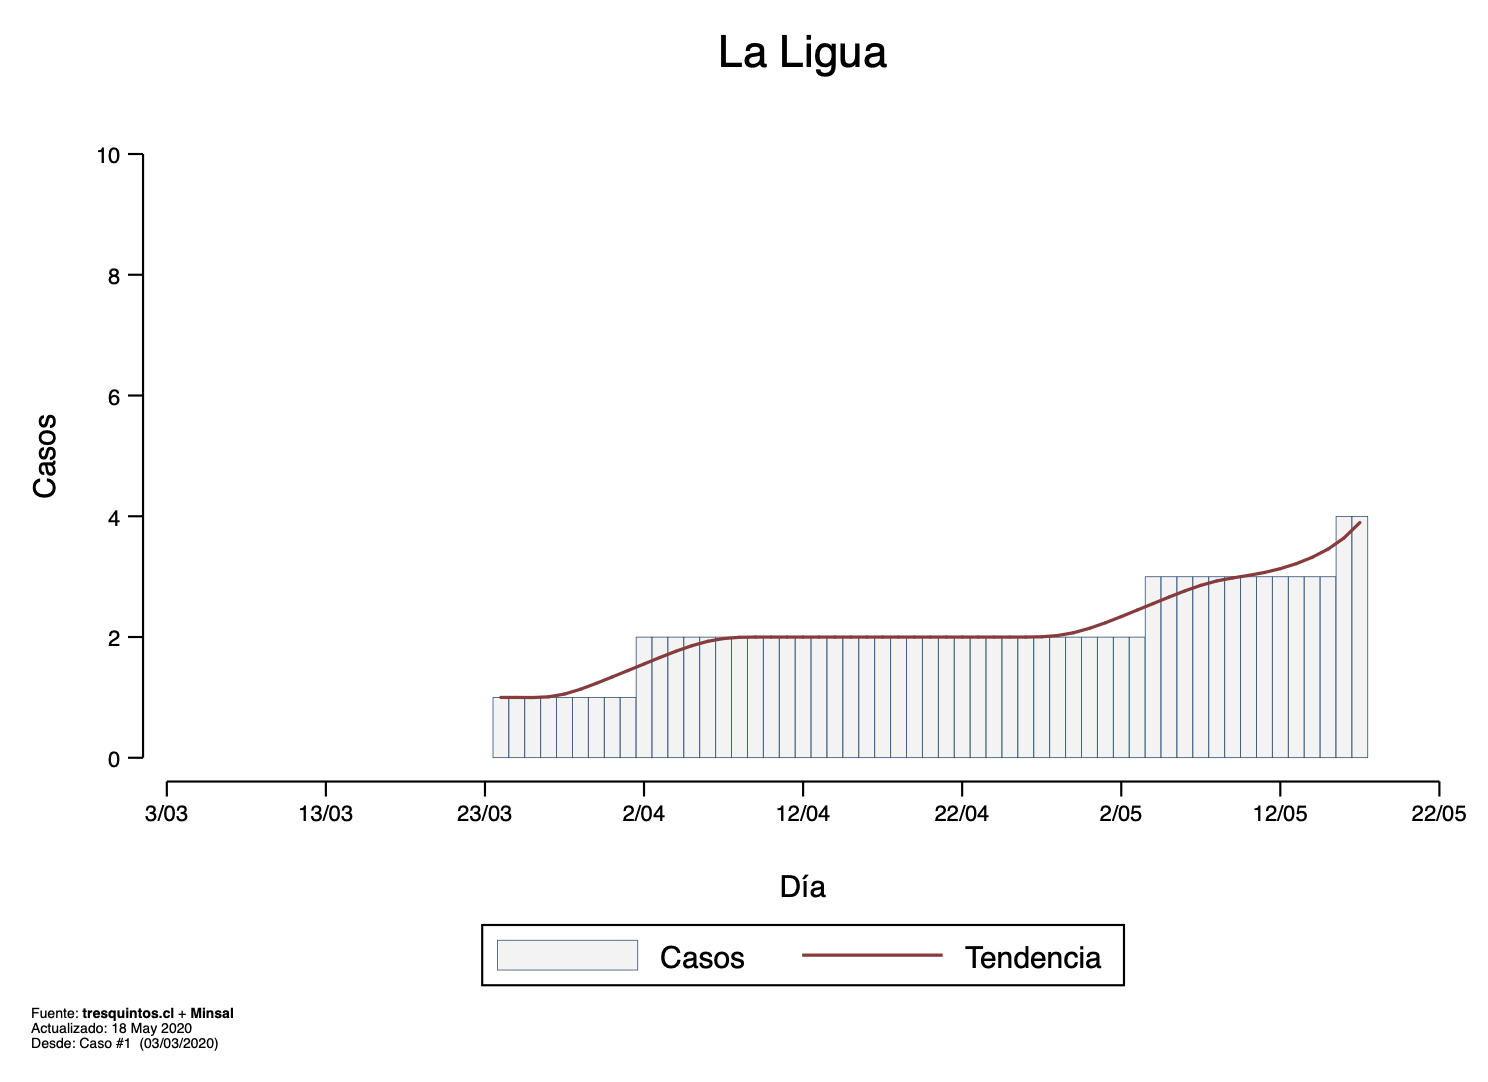 La Ligua
10
8
6
4
2
0
Casos
3/03 13/03 23/03 2/04 12/04 22/04 2/05 12/05 22/05
Día
Casos Tendencia
Fuente: tresquintos.cl + Minsal
Actualizado: 18 May 2020
Desde: Caso #1 (03/03/2020)